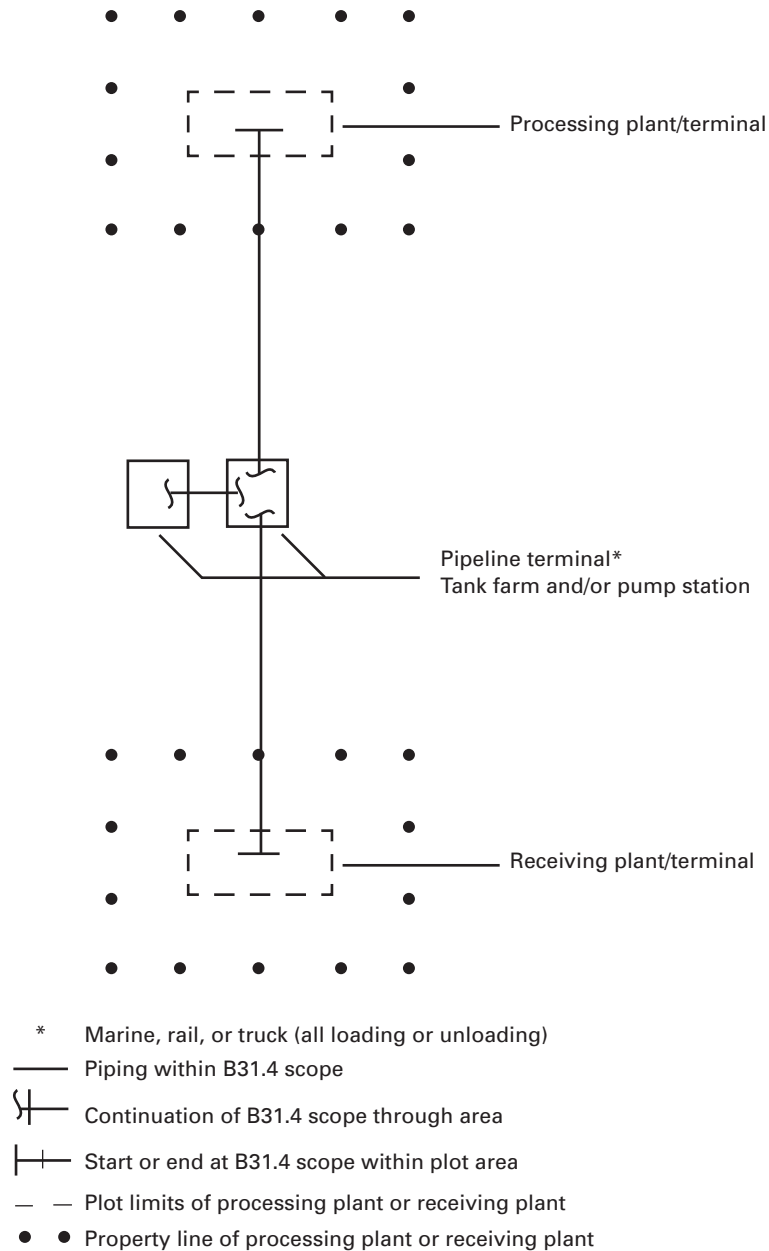 Processing plant/terminal
Pipeline terminal*
Tank farm and/or pump station
Receiving plant/terminal
* Marine, rail, or truck (all loading or unloading)
Piping within B31.4 scope
Continuation of B31.4 scope through area
Start or end at B31.4 scope within plot area
Plot limits of processing plant or receiving plant
Property line of processing plant or receiving plant